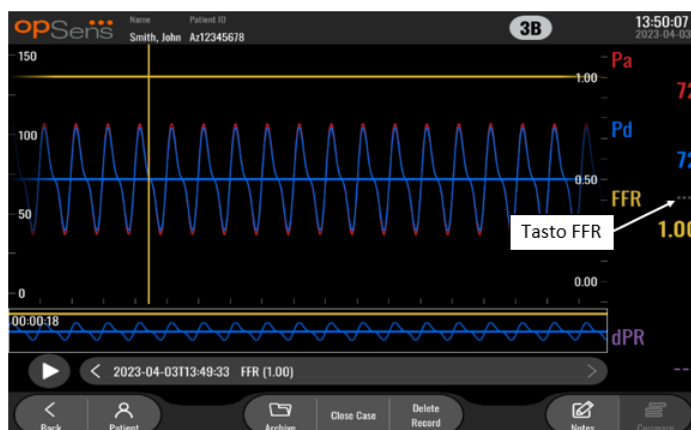 opSens
Name Patient ID
Smith, John Az12345678
3B
13:50:07
2023-04-03
150
100
50
0
1.00
0.50
0.00
Pa
72
Pd
72
FFR
---
1.00
Tasto FFR
dPR
--
00:00:18
2023-04-03T13:49:33 FFR (1.00)
Back
Patient
Archive
Close Case
Delete
Record
Notes
Compare